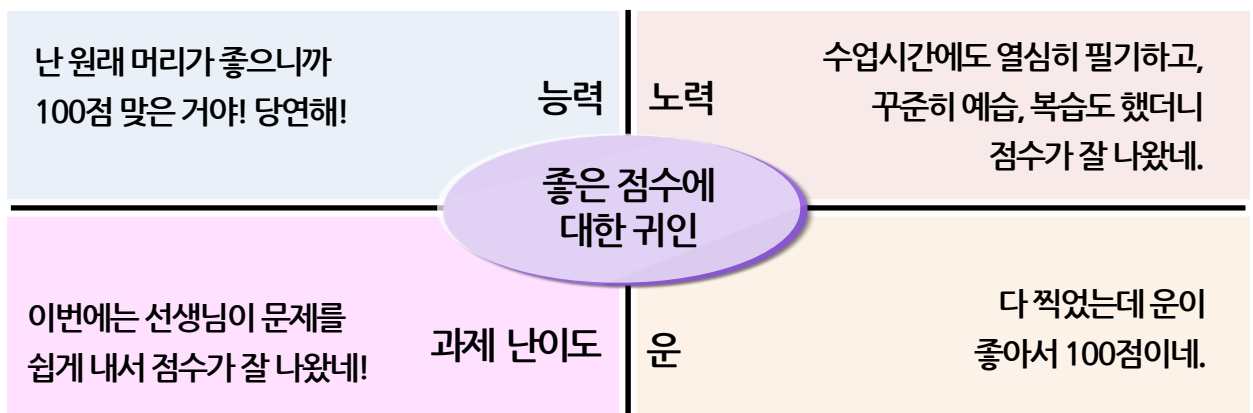 난 원래 머리가 좋으니까
100점 맞은 거야! 당연해!
능력
노력
수업시간에도 열심히 필기하고,
꾸준히 예습, 복습도 했더니
점수가 잘 나왔네.
좋은 점수에
대한 귀인
이번에는 선생님이 문제를
쉽게 내서 점수가 잘 나왔네!
과제 난이도
운
다 찍었는데 운이
좋아서 100점이네.